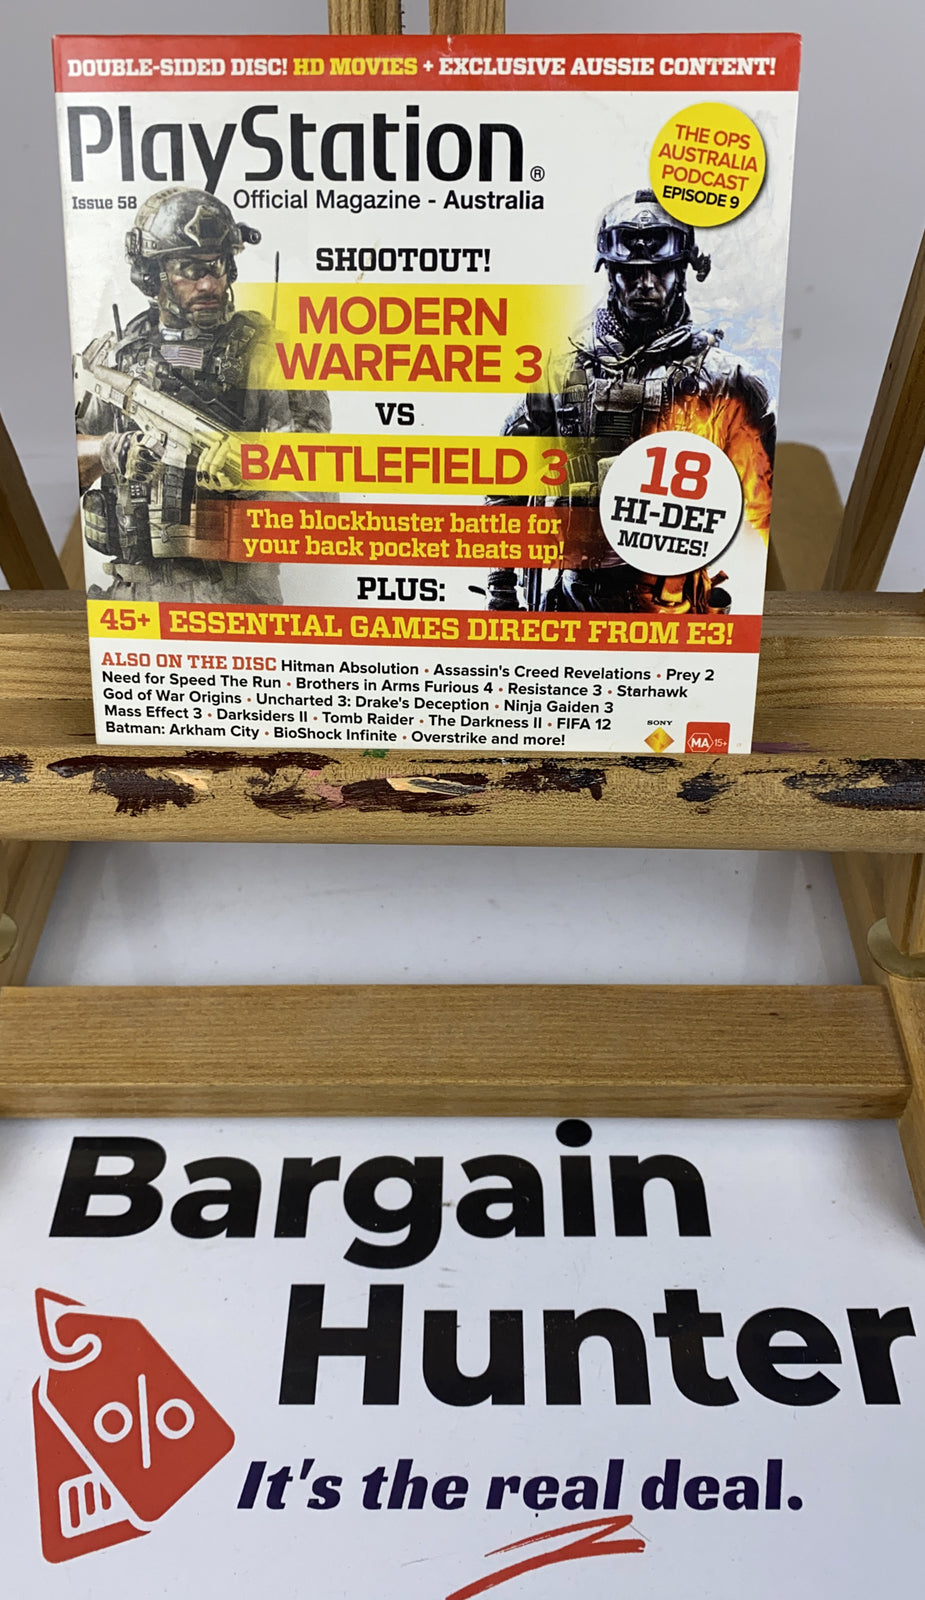 DOUBLE-SIDED DISC! HD MOVIES + EXCLUSIVE AUSSIE CONTENT!
PlayStation®
Issue 58
Official Magazine - Australia
THE OPS
AUSTRALIA
PODCAST
EPISODE 9
SHOOTOUT!
MODERN
WARFARE 3
VS
BATTLEFIELD 3
18
HI-DEF
MOVIES!
The blockbuster battle for
your back pocket heats up!
PLUS:
45+ ESSENTIAL GAMES DIRECT FROM E3!
ALSO ON THE DISC Hitman Absolution • Assassin's Creed Revelations • Prey 2
Need for Speed The Run • Brothers in Arms Furious 4 • Resistance 3 • Starhawk
God of War Origins • Uncharted 3: Drake's Deception • Ninja Gaiden 3
Mass Effect 3 • Darksiders II • Tomb Raider • The Darkness II • FIFA 12
Batman: Arkham City • BioShock Infinite • Overstrike and more!
SONY
MA 15+
Bargain
Hunter
%
It's the real deal.